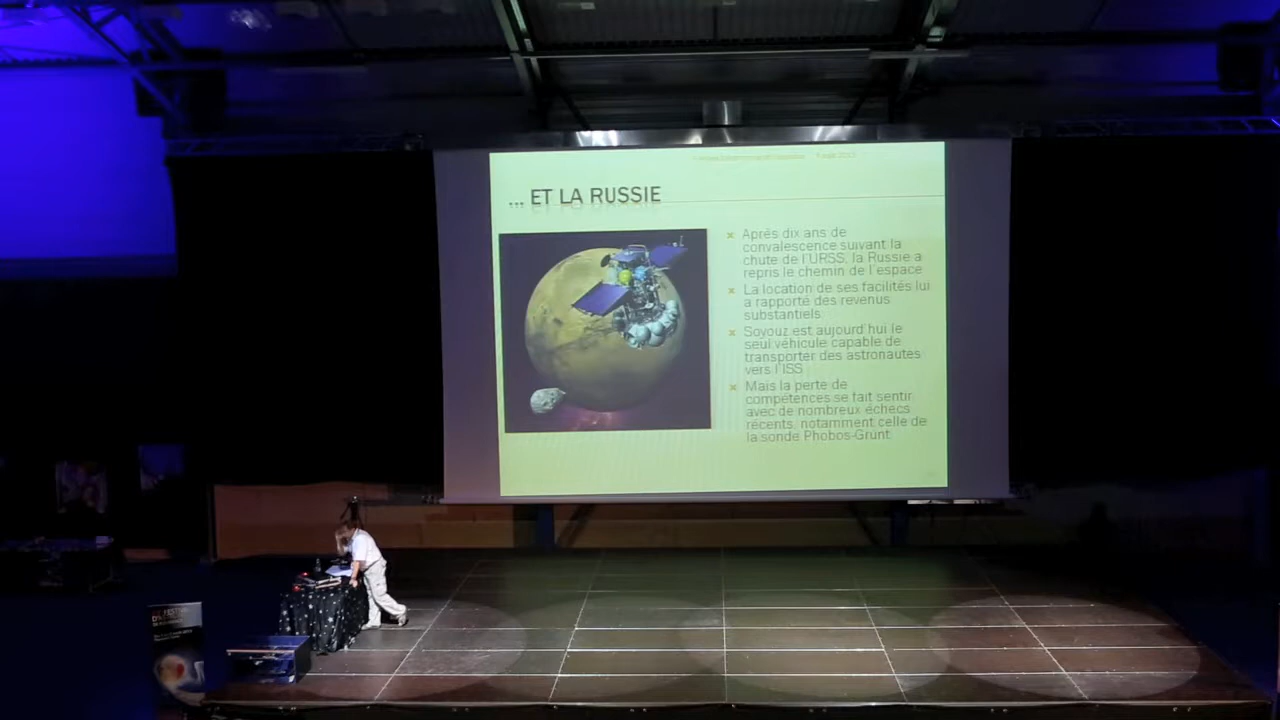 ... ET LA RUSSIE
× Après dix ans de
convalescence suivant la
chute de l'URSS, la Russie a
repris le chemin de l'espace
× La location de ses facilités lui
a rapporté des revenus
substantiels
× Soyouz est aujourd'hui le
seul véhicule capable de
transporter des astronautes
vers l'ISS
× Mais la perte de
compétences se fait sentir
avec de nombreux échecs
récents, notamment celle de
la sonde Phobos-Grunt
FESTIVAL